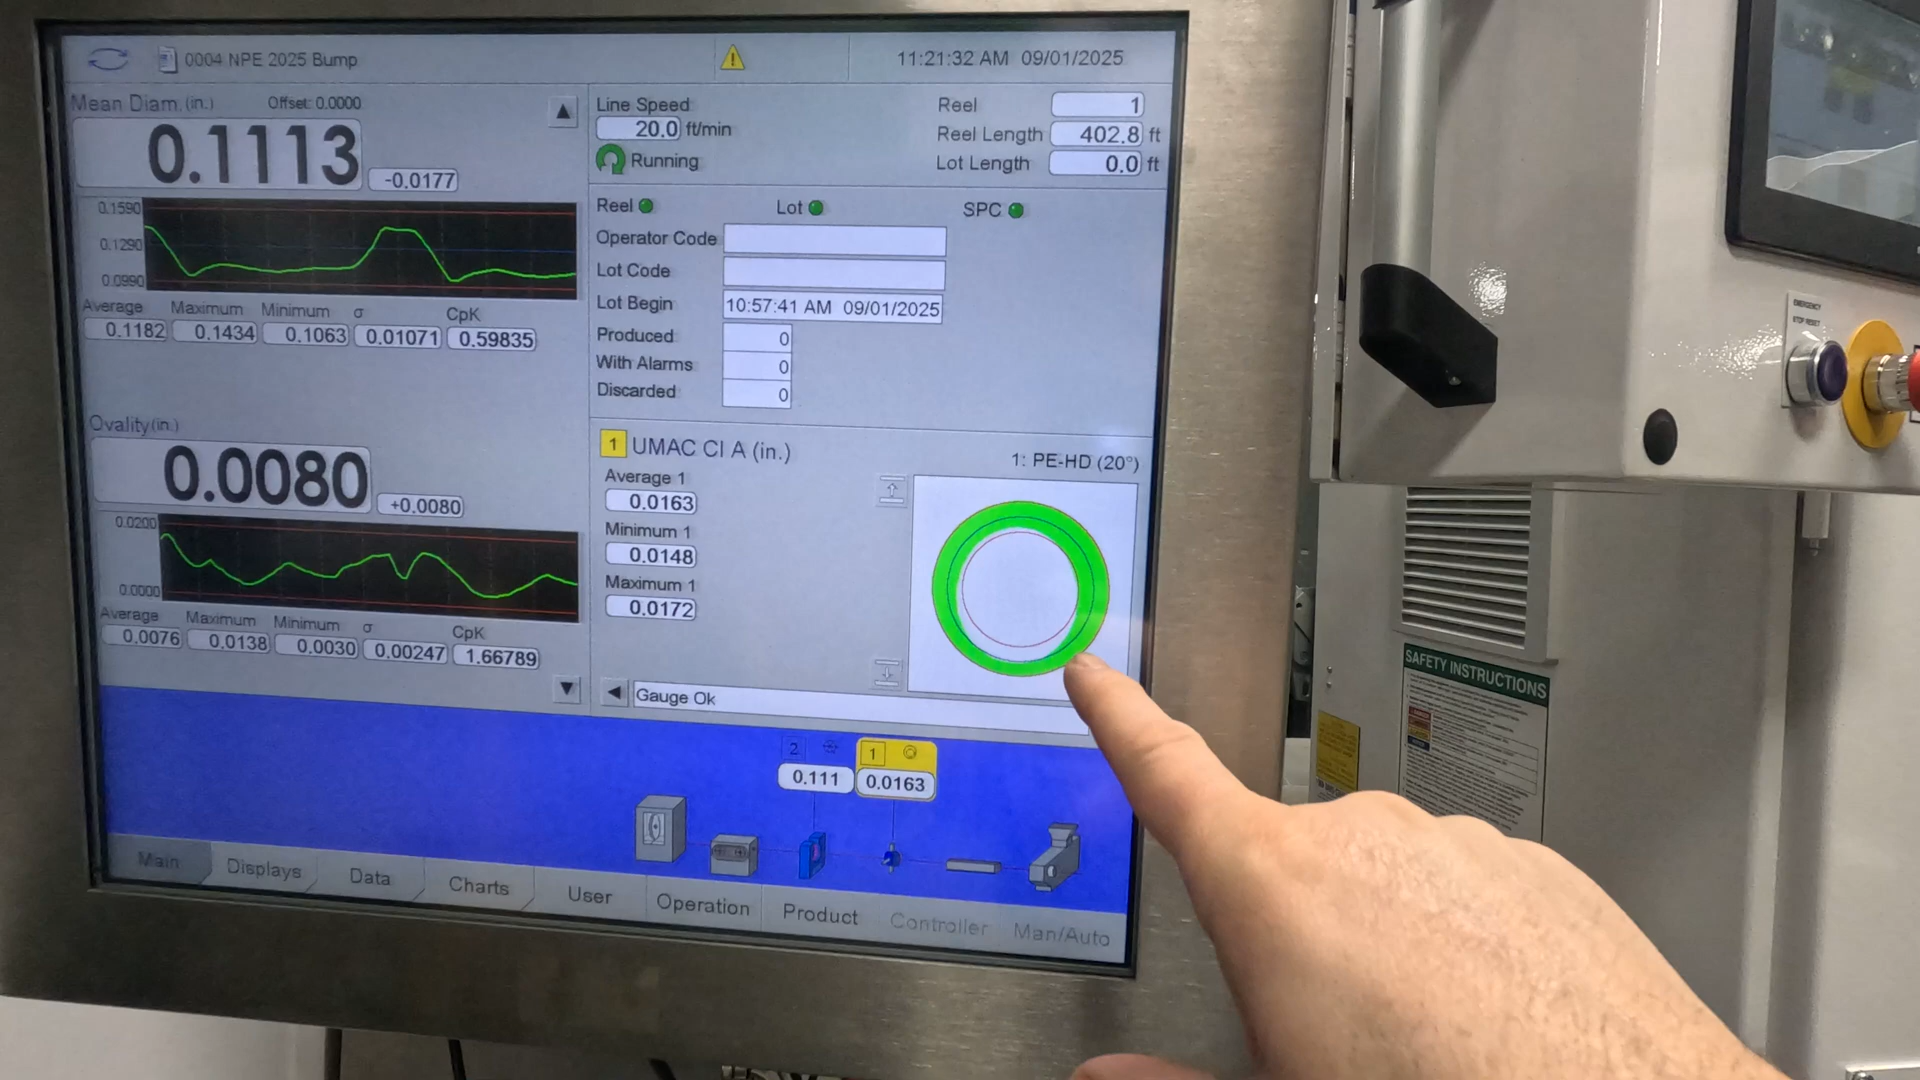 0004 NPE 2025 Bump
11:21:32 AM 09/01/2025
Mean Diam. (in.) Offset: 0.0000
0.1113
-0.0177
0.1590
0.1290
0.0990
Average Maximum Minimum σ CpK
0.1182 0.1434 0.1063 0.01071 0.59835
Ovality (in.)
0.0080
+0.0080
0.0200
0.0000
Average Maximum Minimum σ CpK
0.0076 0.0138 0.0030 0.00247 1.66789
Line Speed
20.0 ft/min
Running
Reel 1
Reel Length 402.8 ft
Lot Length 0.0 ft
Reel Lot SPC
Operator Code
Lot Code
Lot Begin 10:57:41 AM 09/01/2025
Produced 0
With Alarms 0
Discarded 0
1 UMAC CI A (in.)
1: PE-HD (20°)
Average 1
0.0163
Minimum 1
0.0148
Maximum 1
0.0172
Gauge Ok
2 1
0.111 0.0163
Main Displays Data Charts User Operation Product Controller Man/Auto
EMERGENCY
STOP RESET
SAFETY INSTRUCTIONS